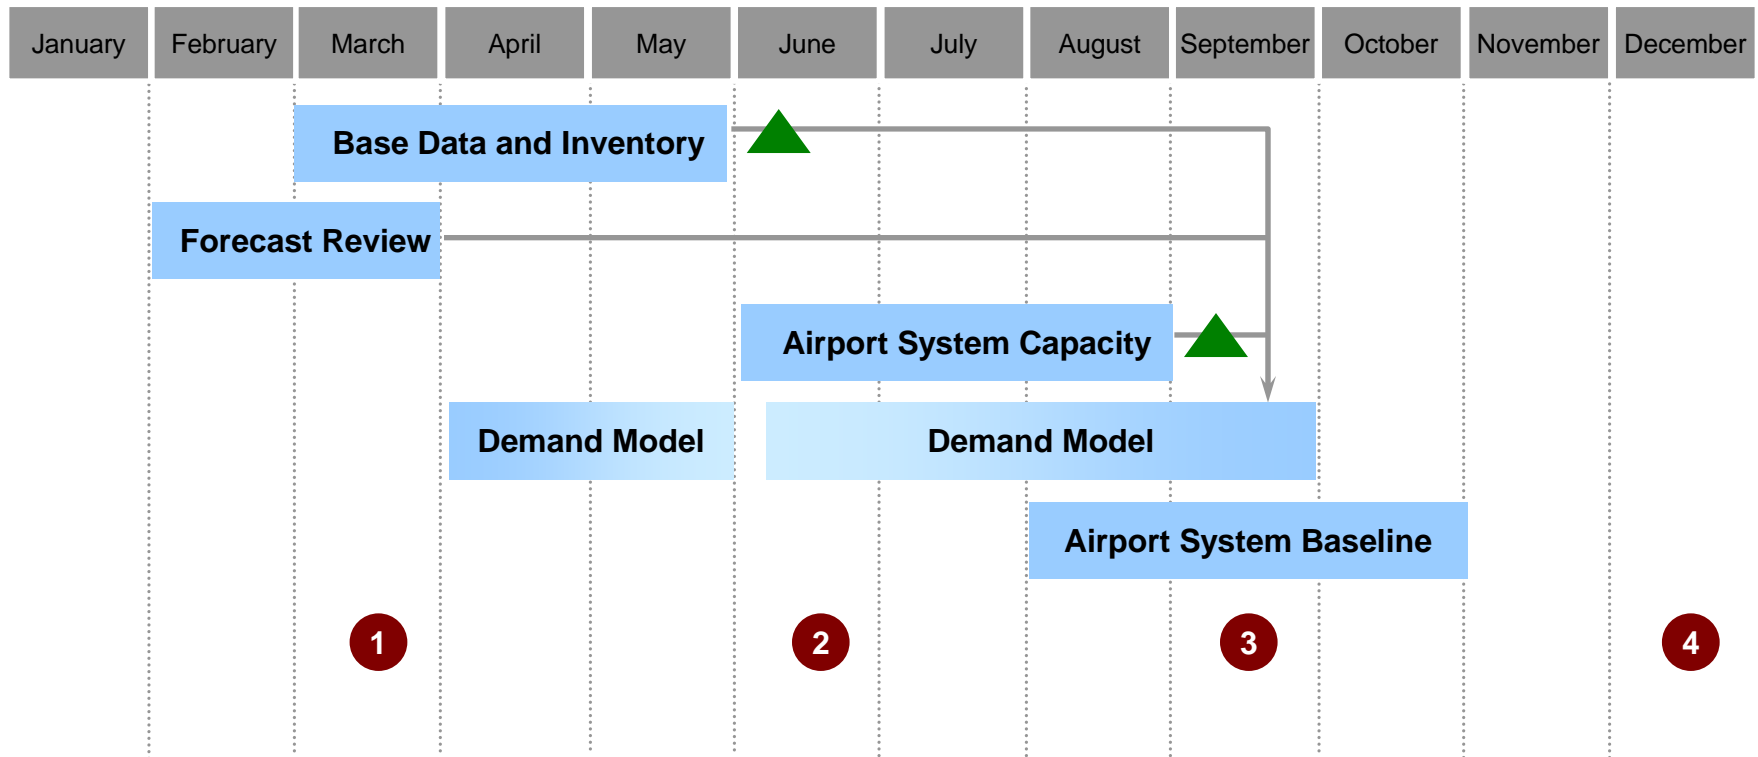 January February March April May June July August September October November December
Base Data and Inventory
Forecast Review
Airport System Capacity
Demand Model Demand Model
Airport System Baseline
1 2 3 4